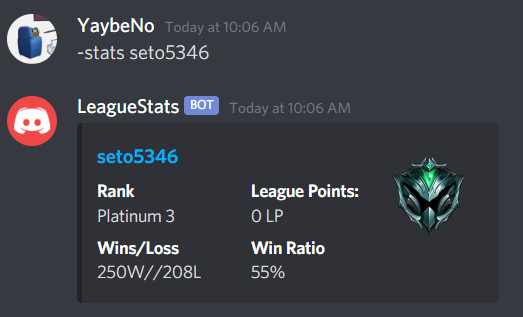 YaybeNo Today at 10:06 AM
-stats seto5346
LeagueStats BOT Today at 10:06 AM
seto5346
Rank League Points:
Platinum 3 0 LP
Wins/Loss Win Ratio
250W//208L 55%